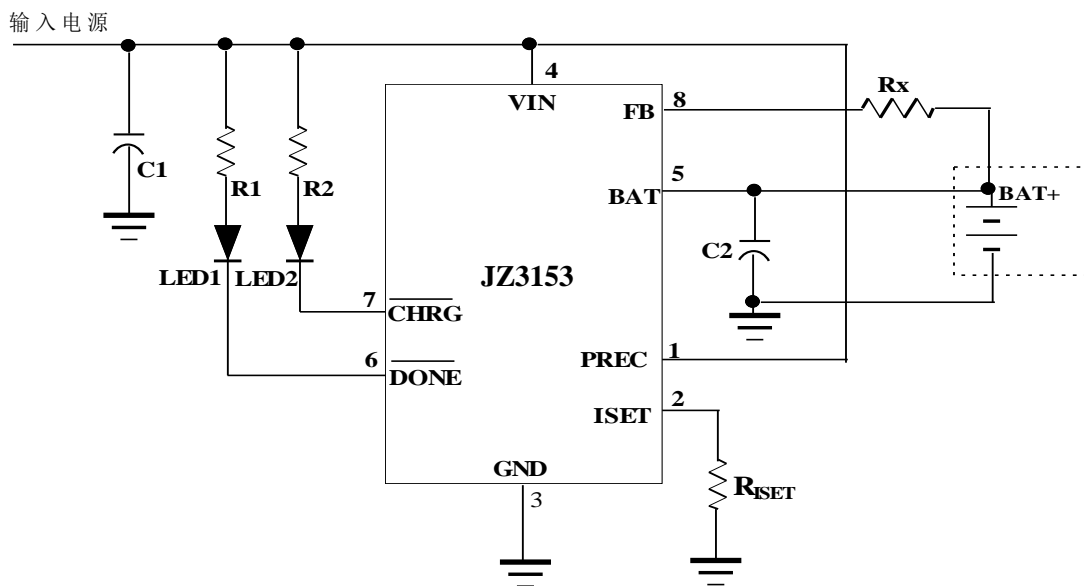 输入电源
4
VIN
8
FB
Rx
C1
R1
R2
5
BAT
BAT+
LED1
LED2
C2
JZ3153
7
CHRG
6
DONE
PREC
1
2
ISET
GND
3
RISET